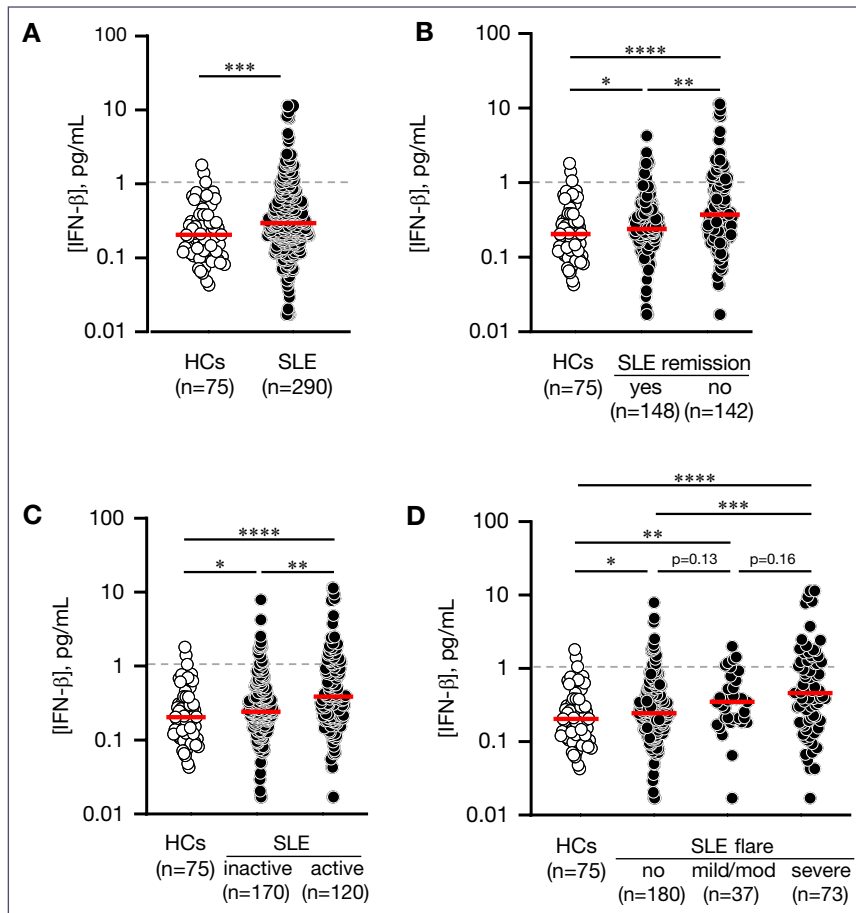 A
[IFN-β], pg/mL
100
10
1
0.1
0.01
***
HCs
(n=75)
SLE
(n=290)
B
[IFN-β], pg/mL
100
10
1
0.1
0.01
****
* **
HCs
(n=75)
SLE remission
yes no
(n=148) (n=142)
C
[IFN-β], pg/mL
100
10
1
0.1
0.01
****
* **
HCs
(n=75)
SLE
inactive active
(n=170) (n=120)
D
[IFN-β], pg/mL
100
10
1
0.1
0.01
****
***
**
* p=0.13 p=0.16
HCs
(n=75)
SLE flare
no mild/mod severe
(n=180) (n=37) (n=73)